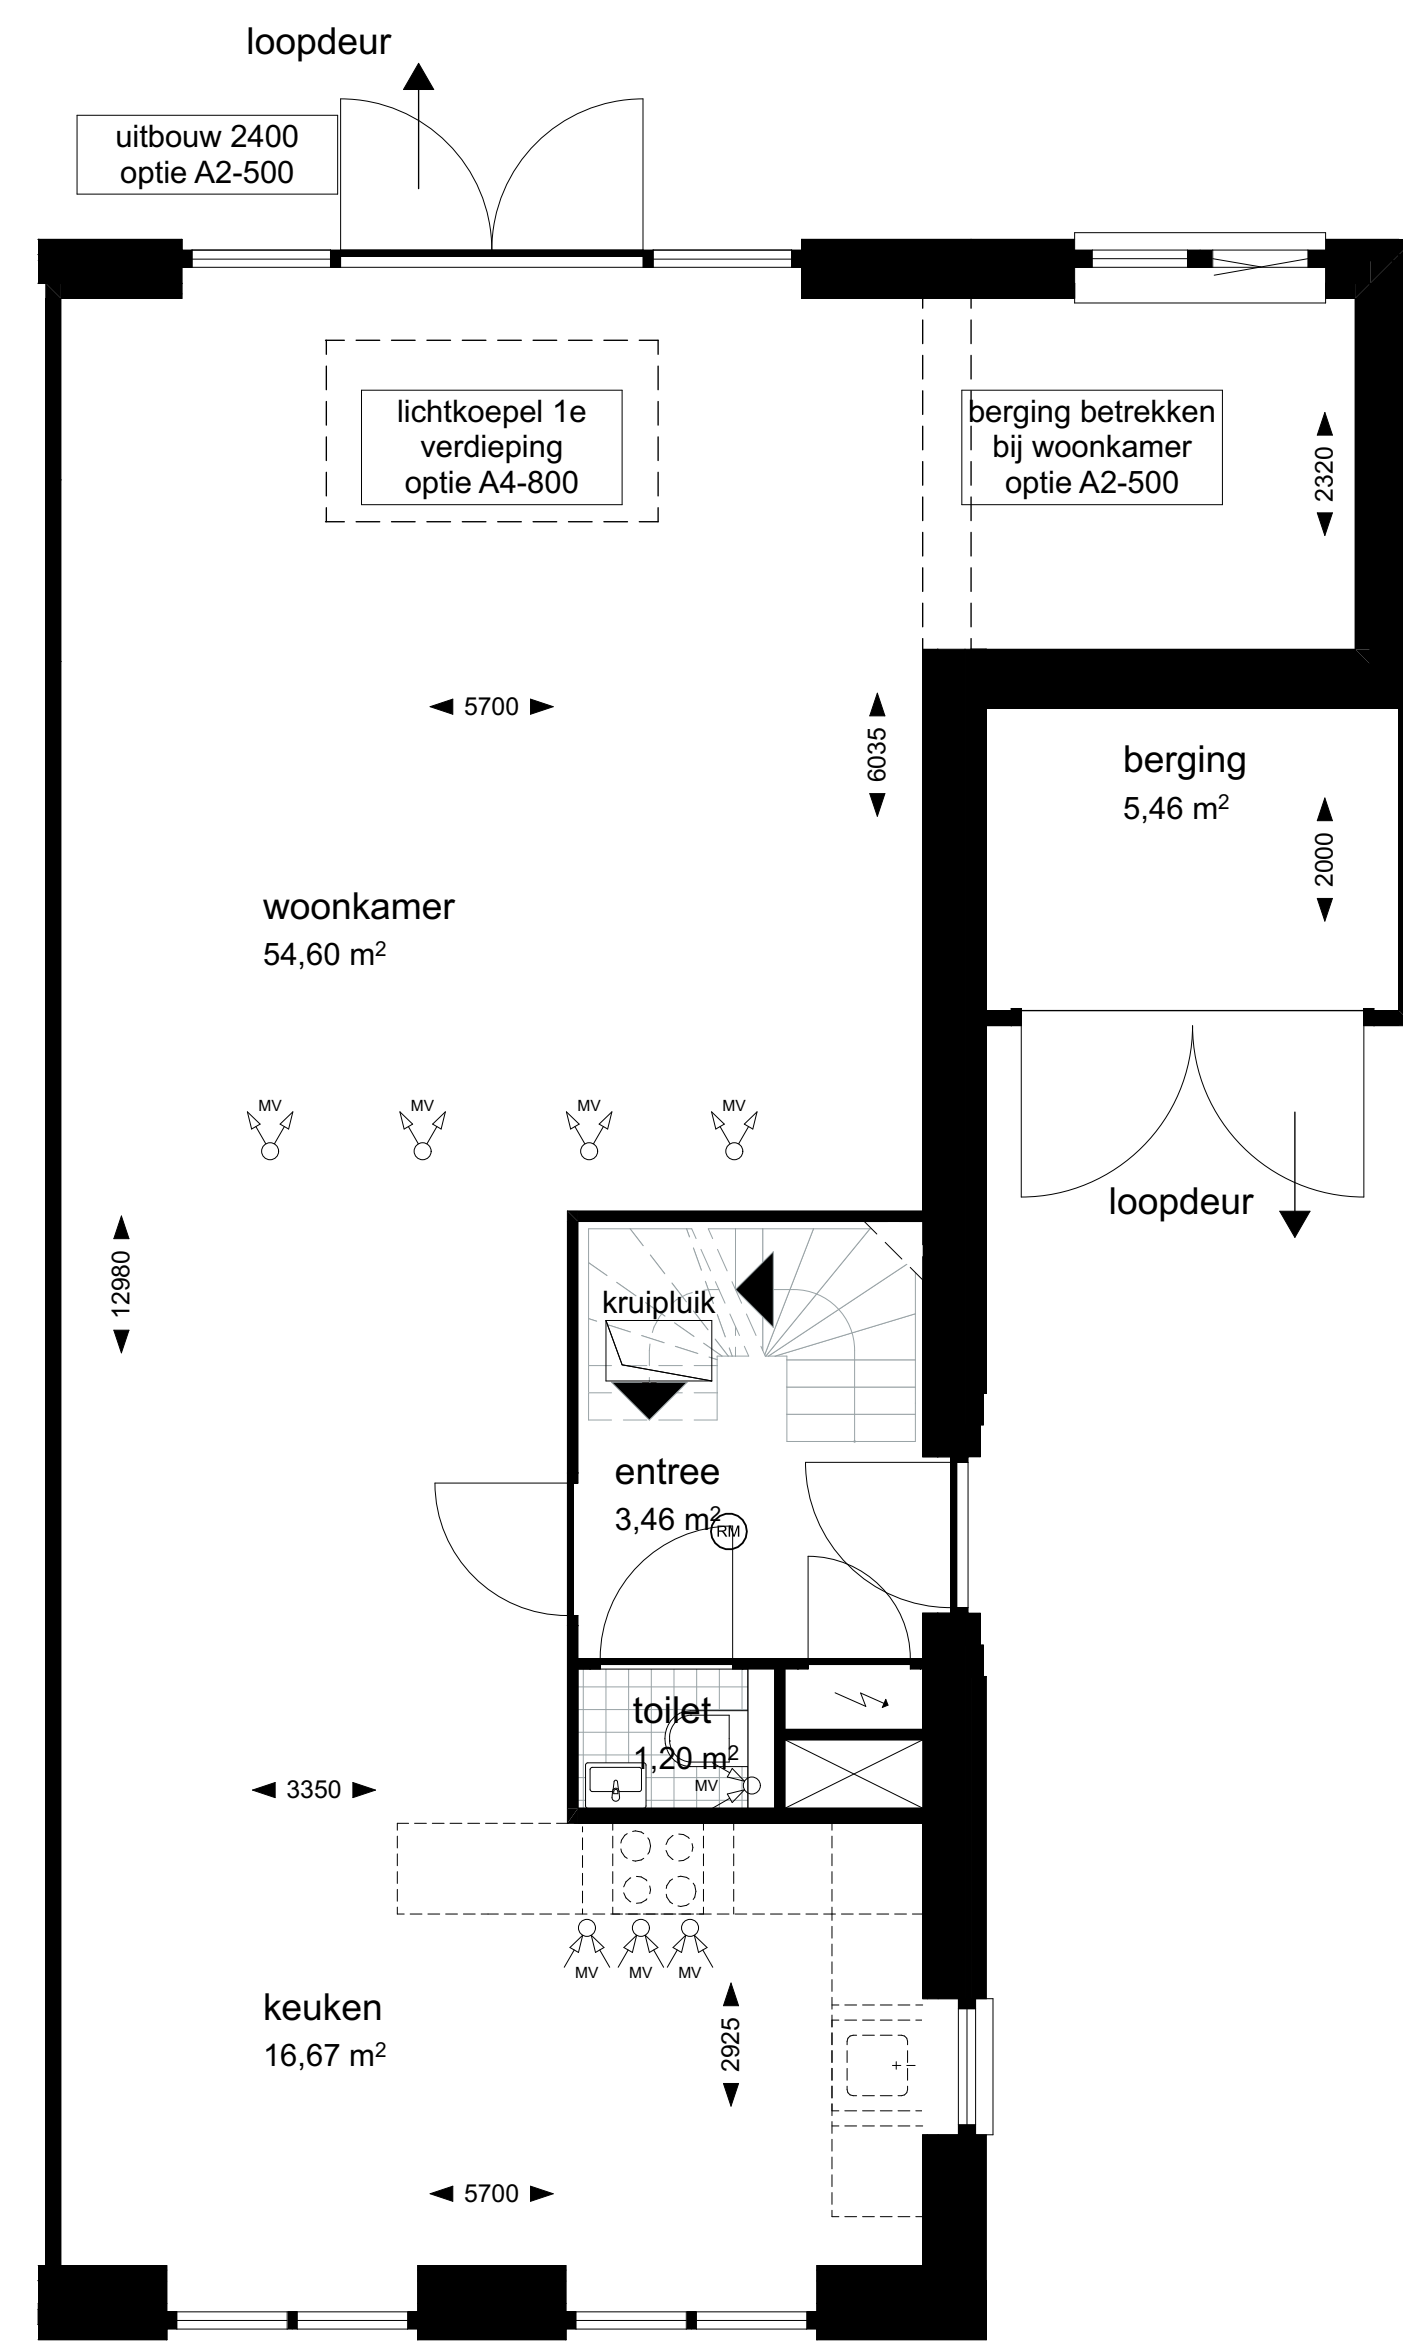 loopdeur
uitbouw 2400
optie A2-500
lichtkoepel 1e
verdieping
optie A4-800
berging betrekken
bij woonkamer
optie A2-500
2320
5700
6035
berging
5,46 m²
2000
woonkamer
54,60 m²
MV
MV
MV
MV
loopdeur
12980
kruipluik
entree
3,46 m²
RM
toilet
1,20 m²
MV
3350
MV
MV
MV
keuken
16,67 m²
2925
5700